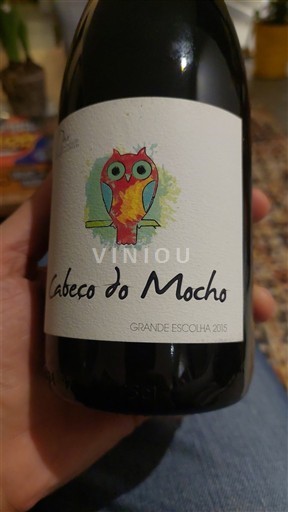 VINIOU
Cabeço do Mocho
GRANDE ESCOLHA 2015